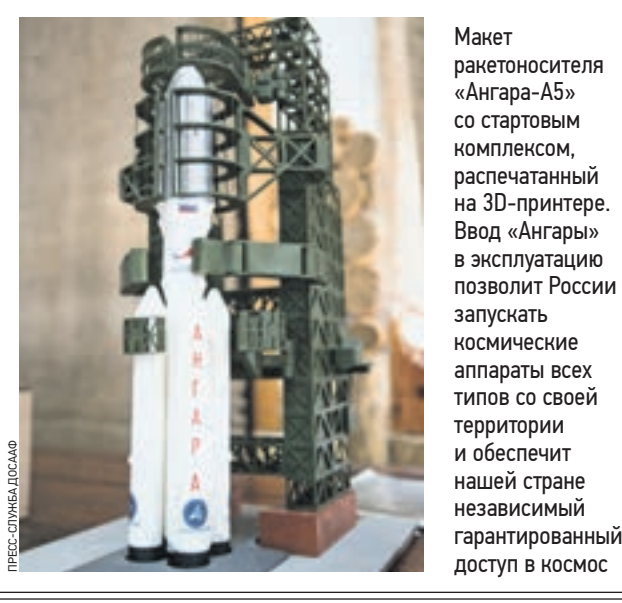 Макет
ракетоносителя
«Ангара-А5»
со стартовым
комплексом,
распечатанный
на 3D-принтере.
Ввод «Ангары»
в эксплуатацию
позволит России
запускать
космические
аппараты всех
типов со своей
территории
и обеспечит
нашей стране
независимый
гарантированный
доступ в космос
АНГАРА
ПРЕСС-СЛУЖБА ДОСААФ